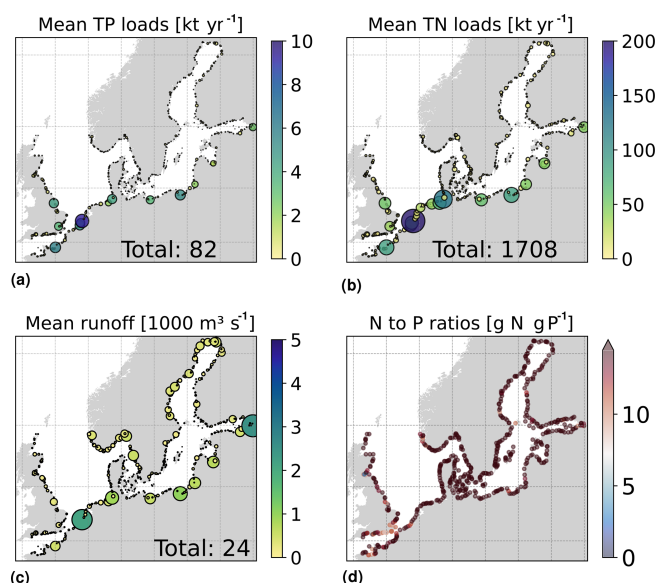 Mean TP loads [kt yr⁻¹]
10
8
6
4
2
0
Total: 82
(a)
Mean TN loads [kt yr⁻¹]
200
150
100
50
0
Total: 1708
(b)
Mean runoff [1000 m³ s⁻¹]
5
4
3
2
1
0
Total: 24
(c)
N to P ratios [g N gP⁻¹]
10
5
0
(d)